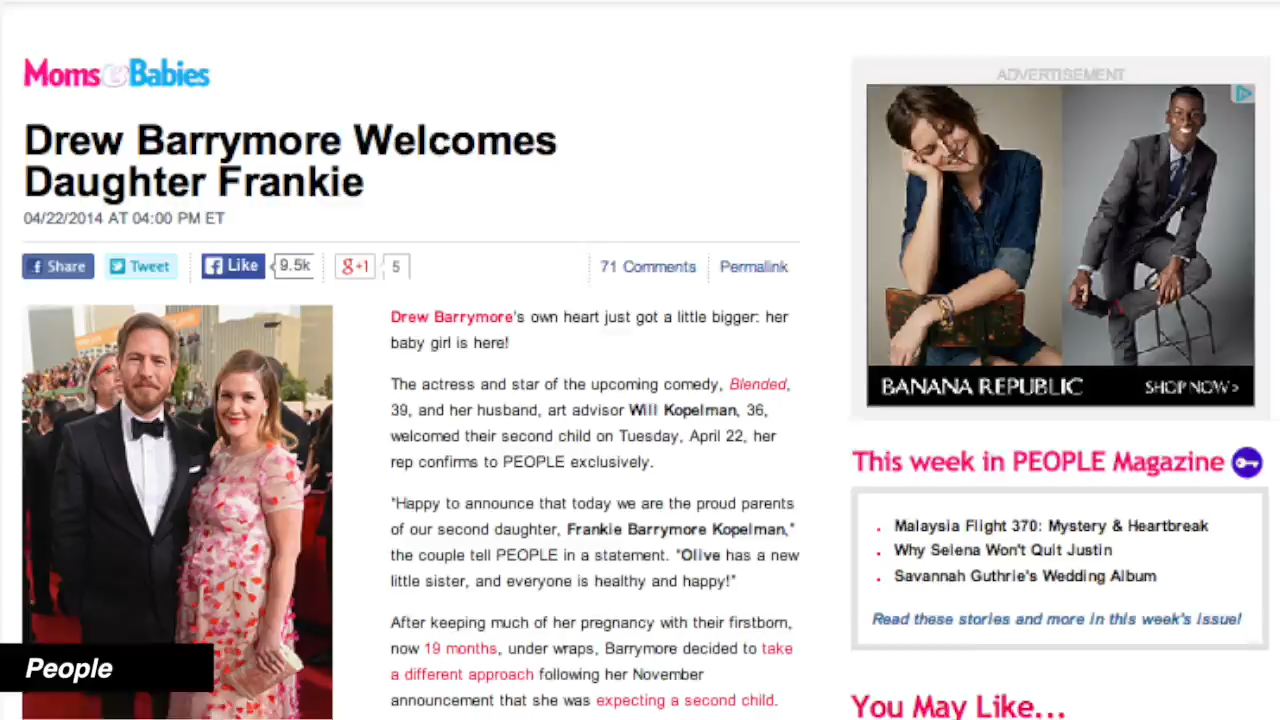 Moms & Babies
Drew Barrymore Welcomes
Daughter Frankie
04/22/2014 AT 04:00 PM ET
Share
Tweet
Like
9.5k
g+1
5
71 Comments
Permalink
Drew Barrymore's own heart just got a little bigger: her
baby girl is here!
The actress and star of the upcoming comedy, Blended,
39, and her husband, art advisor Will Kopelman, 36,
welcomed their second child on Tuesday, April 22, her
rep confirms to PEOPLE exclusively.
"Happy to announce that today we are the proud parents
of our second daughter, Frankie Barrymore Kopelman,"
the couple tell PEOPLE in a statement. "Olive has a new
little sister, and everyone is healthy and happy!"
After keeping much of her pregnancy with their firstborn,
now 19 months, under wraps, Barrymore decided to take
a different approach following her November
announcement that she was expecting a second child.
People
ADVERTISEMENT
BANANA REPUBLIC
SHOP NOW >
This week in PEOPLE Magazine
. Malaysia Flight 370: Mystery & Heartbreak
. Why Selena Won't Quit Justin
. Savannah Guthrie's Wedding Album
Read these stories and more in this week's issue!
You May Like...